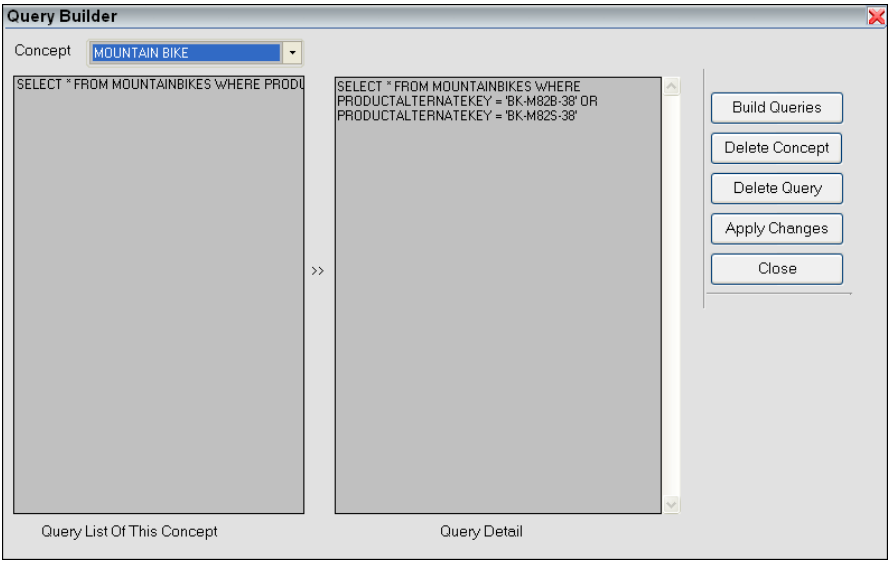 Query Builder
Concept MOUNTAIN BIKE
SELECT * FROM MOUNTAINBIKES WHERE PRODU
SELECT * FROM MOUNTAINBIKES WHERE
PRODUCTALTERNATEKEY = 'BK-M82B-38' OR
PRODUCTALTERNATEKEY = 'BK-M82S-38'
>>
Build Queries
Delete Concept
Delete Query
Apply Changes
Close
Query List Of This Concept
Query Detail